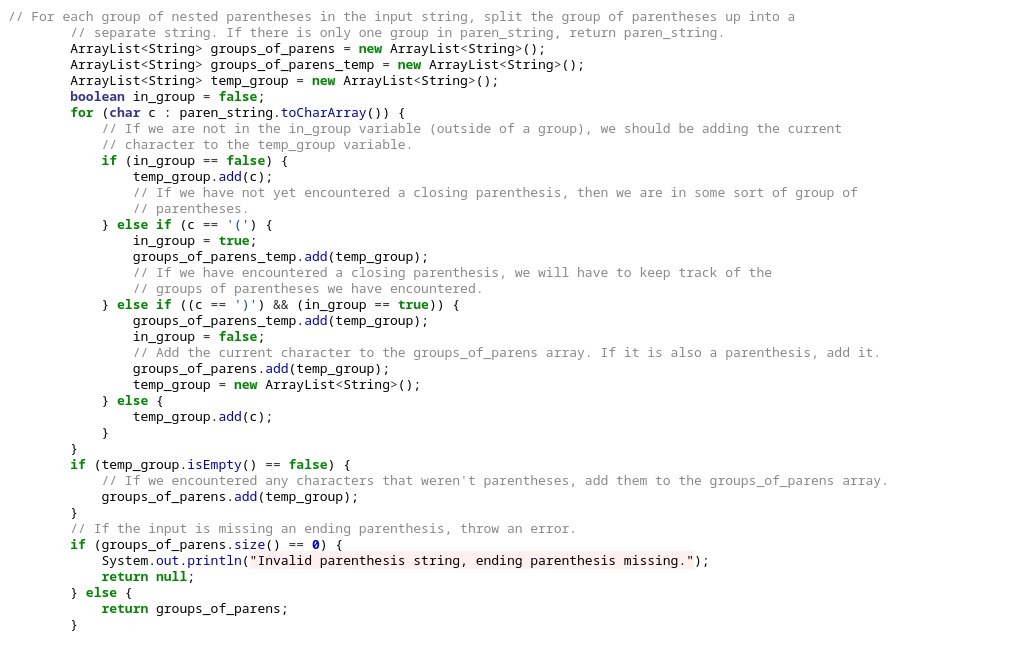 // For each group of nested parentheses in the input string, split the group of parentheses up into a
        // separate string. If there is only one group in paren_string, return paren_string.
        ArrayList<String> groups_of_parens = new ArrayList<String>();
        ArrayList<String> groups_of_parens_temp = new ArrayList<String>();
        ArrayList<String> temp_group = new ArrayList<String>();
        boolean in_group = false;
        for (char c : paren_string.toCharArray()) {
            // If we are not in the in_group variable (outside of a group), we should be adding the current
            // character to the temp_group variable.
            if (in_group == false) {
                temp_group.add(c);
                // If we have not yet encountered a closing parenthesis, then we are in some sort of group of
                // parentheses.
            } else if (c == '(') {
                in_group = true;
                groups_of_parens_temp.add(temp_group);
                // If we have encountered a closing parenthesis, we will have to keep track of the
                // groups of parentheses we have encountered.
            } else if ((c == ')') && (in_group == true)) {
                groups_of_parens_temp.add(temp_group);
                in_group = false;
                // Add the current character to the groups_of_parens array. If it is also a parenthesis, add it.
                groups_of_parens.add(temp_group);
                temp_group = new ArrayList<String>();
            } else {
                temp_group.add(c);
            }
        }
        if (temp_group.isEmpty() == false) {
            // If we encountered any characters that weren't parentheses, add them to the groups_of_parens array.
            groups_of_parens.add(temp_group);
        }
        // If the input is missing an ending parenthesis, throw an error.
        if (groups_of_parens.size() == 0) {
            System.out.println("Invalid parenthesis string, ending parenthesis missing.");
            return null;
        } else {
            return groups_of_parens;
        }